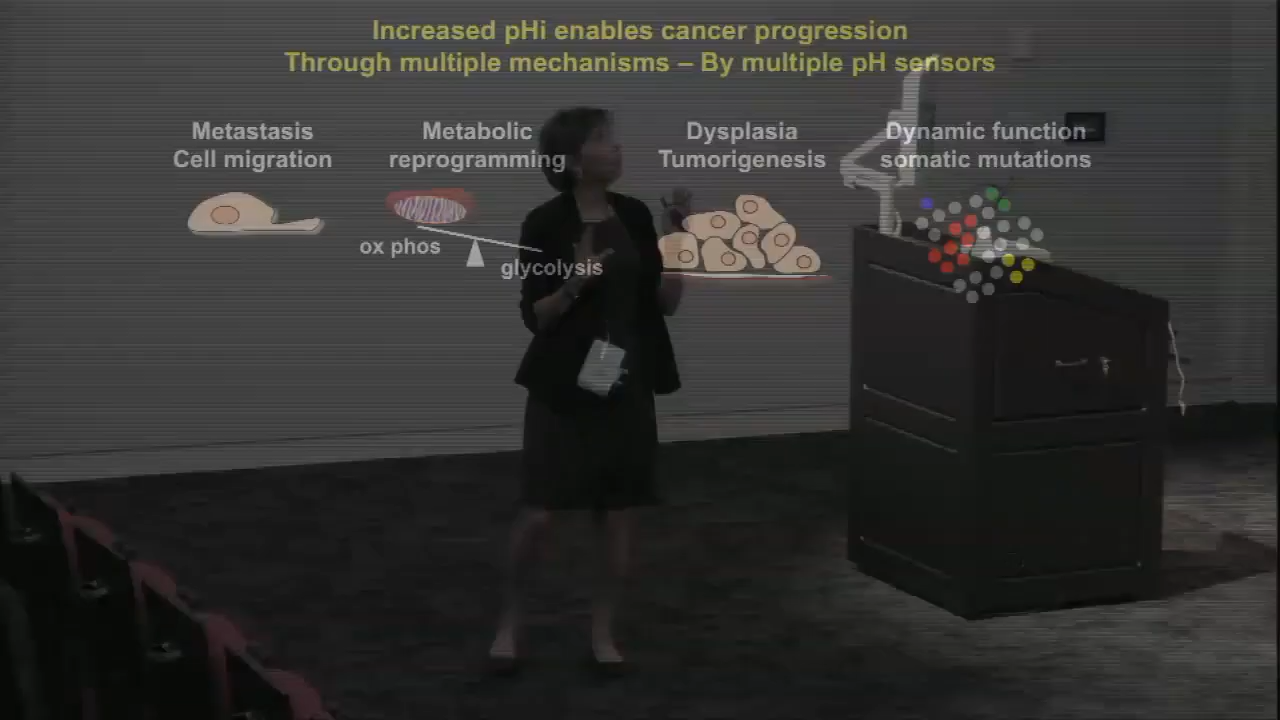 Increased pHi enables cancer progression
Through multiple mechanisms – By multiple pH sensors
Metastasis
Cell migration
Metabolic
reprogramming
Dysplasia
Tumorigenesis
Dynamic function
somatic mutations
ox phos
glycolysis